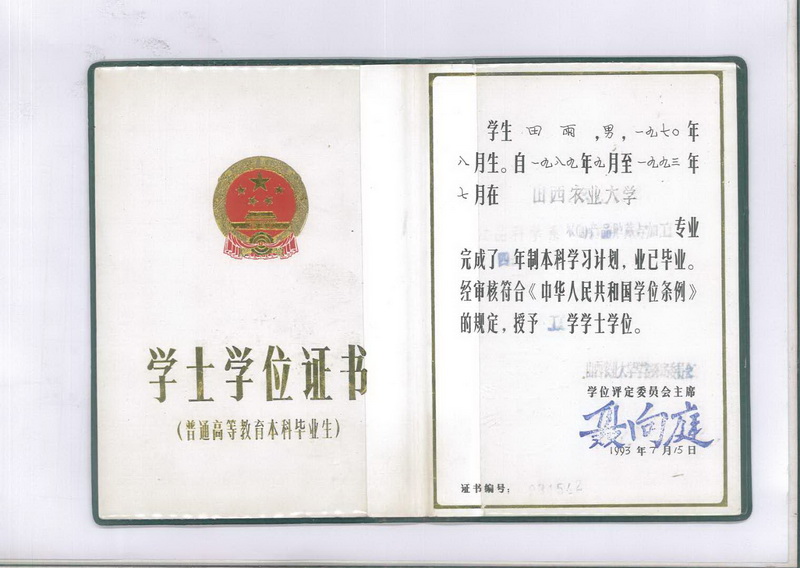 学士学位证书
(普通高等教育本科毕业生)
学生 田雨,男,一九七〇年
八月生。自一九八九年九月至一九九三年
七月在 山西农业大学
专业
完成了四年制本科学习计划,业已毕业。
经审核符合《中华人民共和国学位条例》
的规定,授予 工学学士学位。
学位评定委员会主席
聂向庭
1993年7月15日
证书编号: